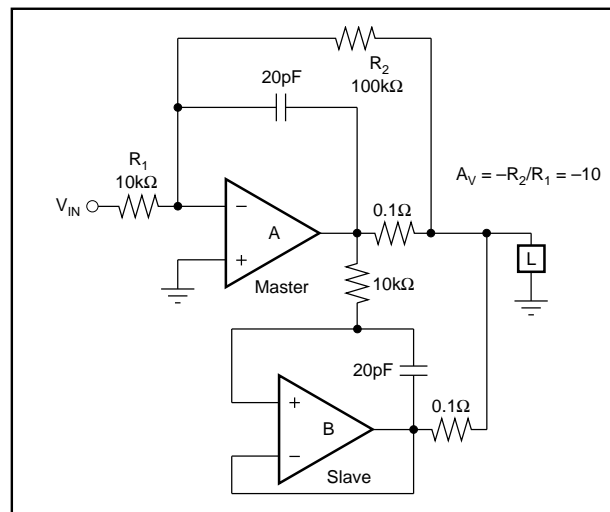 R2
100kΩ
20pF
R1
10kΩ
AV = –R2/R1 = –10
VIN
–
+
A
Master
0.1Ω
10kΩ
L
20pF
0.1Ω
+
–
B
Slave